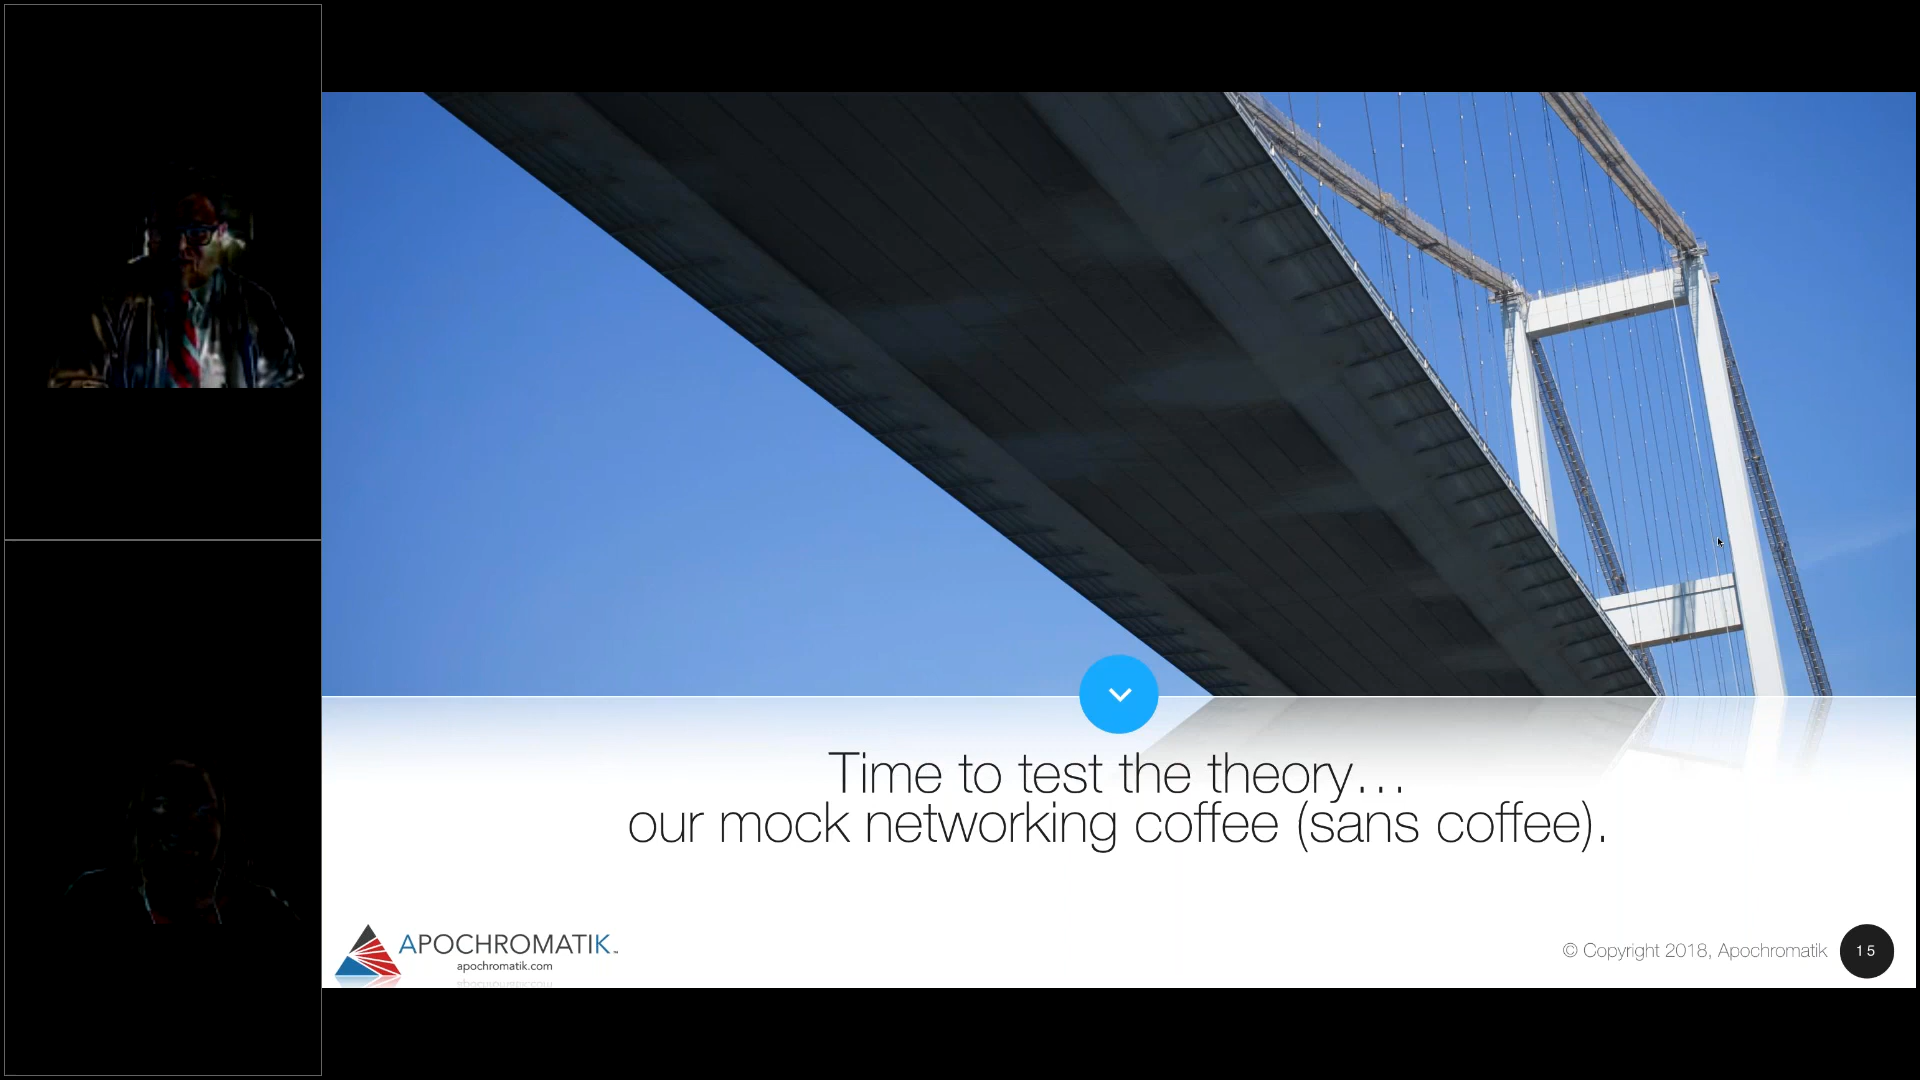 Time to test the theory…
our mock networking coffee (sans coffee).
APOCHROMATIK
apochromatik.com
© Copyright 2018, Apochromatik
15